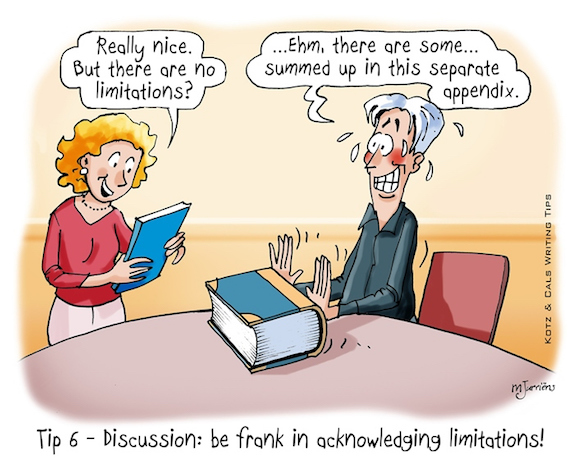 Really nice.
But there are no
limitations?
...Ehm, there are some...
summed up in this separate
appendix.
KOTZ & CALS WRITING TIPS
Tip 6 - Discussion: be frank in acknowledging limitations!